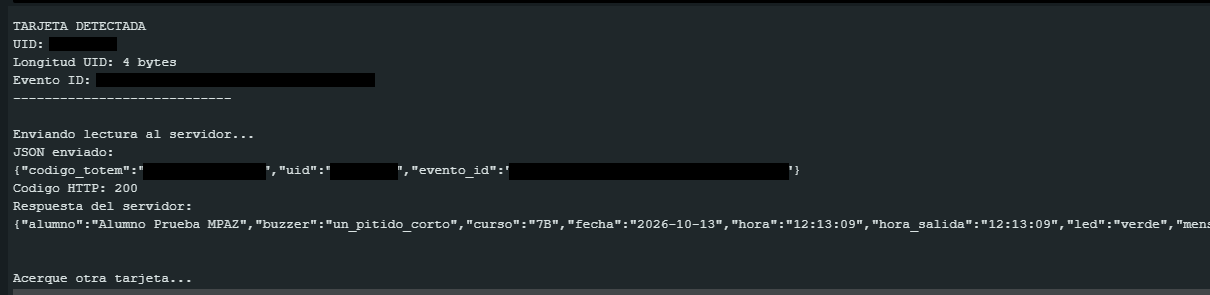 TARJETA DETECTADA
UID:
Longitud UID: 4 bytes
Evento ID:
----------------------------
Enviando lectura al servidor...
JSON enviado:
{"codigo_totem":"","uid":"","evento_id":""}
Codigo HTTP: 200
Respuesta del servidor:
{"alumno":"Alumno Prueba MPAZ","buzzer":"un_pitido_corto","curso":"7B","fecha":"2026-10-13","hora":"12:13:09","hora_salida":"12:13:09","led":"verde","mens
Acerque otra tarjeta...